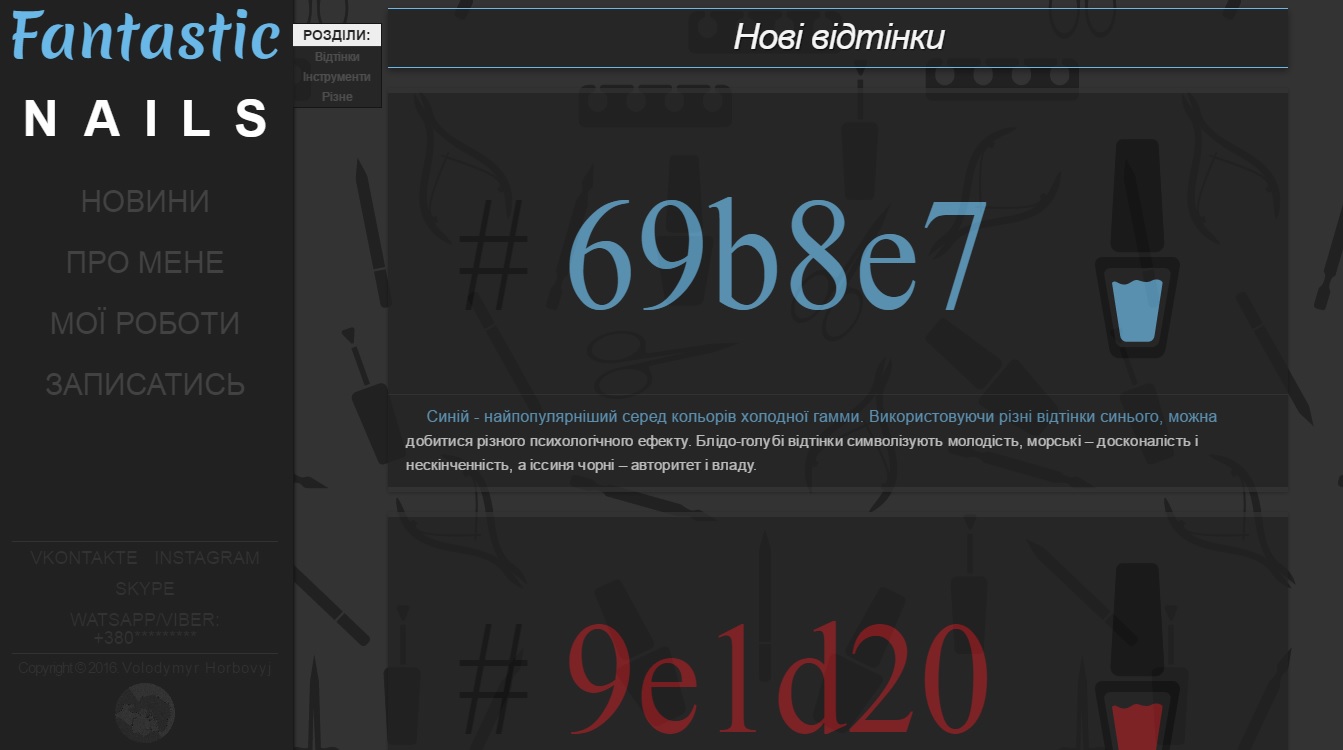 Fantastic
NAILS
НОВИНИ
ПРО МЕНЕ
МОЇ РОБОТИ
ЗАПИСАТИСЬ
VKONTAKTE INSTAGRAM
SKYPE
WATSAPP/VIBER:
+380*********
Copyright © 2016 Volodymyr Horbovyj
РОЗДІЛИ:
Відтінки
Інструменти
Різне
Нові відтінки
# 69b8e7
Синій - найпопулярніший серед кольорів холодної гамми. Використовуючи різні відтінки синього, можна
добитися різного психологічного ефекту. Блідо-голубі відтінки символізують молодість, морські – досконалість і
нескінченність, а іссиня чорні – авторитет і владу.
# 9e1d20